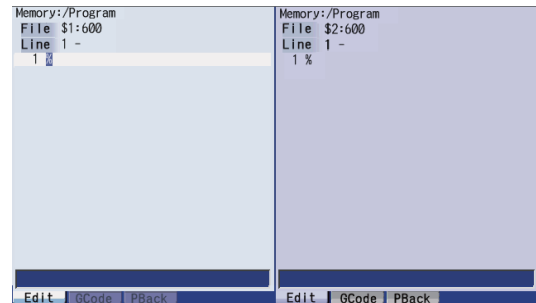 Memory:/Program
File $1:600
Line 1 -
1 %
Edit GCode PBack
Memory:/Program
File $2:600
Line 1 -
1 %
Edit GCode PBack